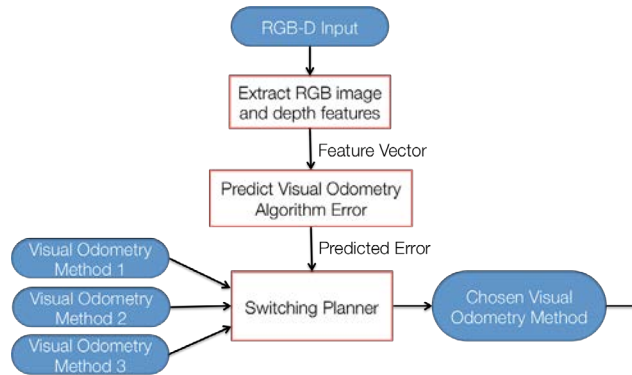 RGB-D Input
Extract RGB image
and depth features
Feature Vector
Predict Visual Odometry
Algorithm Error
Predicted Error
Visual Odometry
Method 1
Visual Odometry
Method 2
Visual Odometry
Method 3
Switching Planner
Chosen Visual
Odometry Method